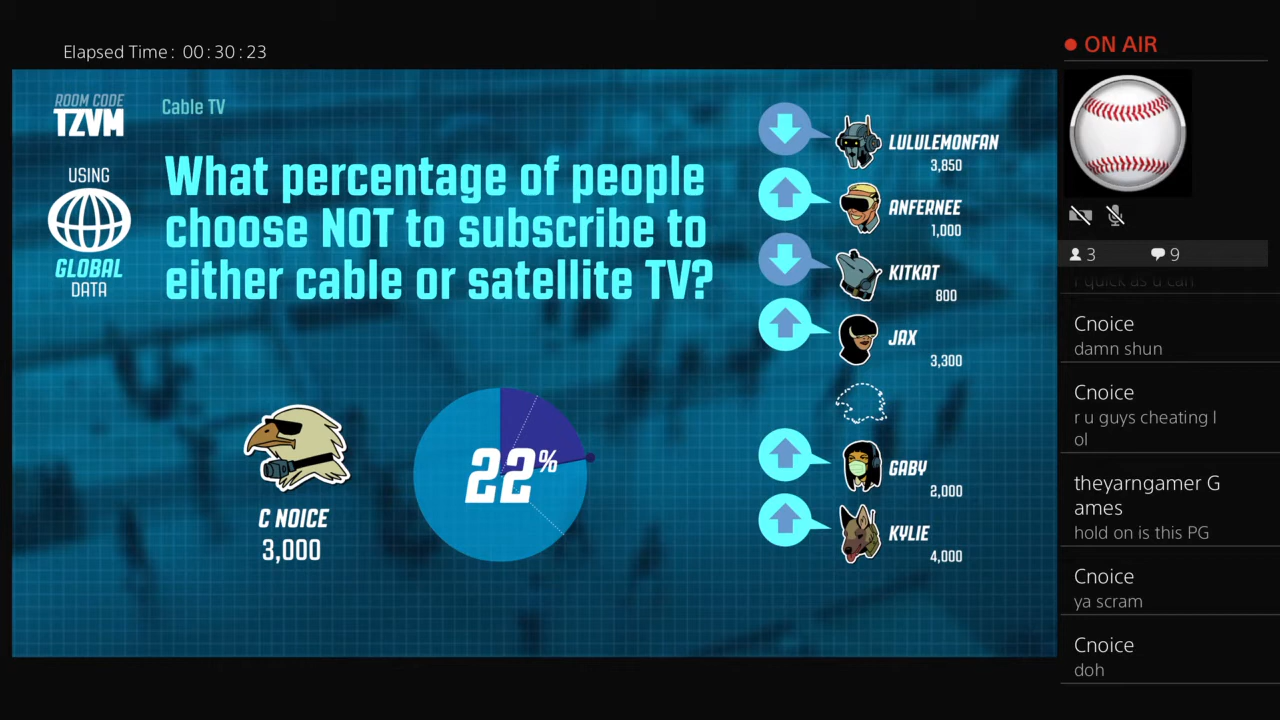 Elapsed Time: 00:30:23
ON AIR
ROOM CODE
TZVM
Cable TV
USING
GLOBAL
DATA
What percentage of people
choose NOT to subscribe to
either cable or satellite TV?
LULULEMONFAN
3,850
ANFERNEE
1,000
KITKAT
800
JAX
3,300
GABY
2,000
KYLIE
4,000
C NOICE
3,000
22%
3
9
r quick as u can
Cnoice
damn shun
Cnoice
r u guys cheating l
ol
theyarngamer G
ames
hold on is this PG
Cnoice
ya scram
Cnoice
doh